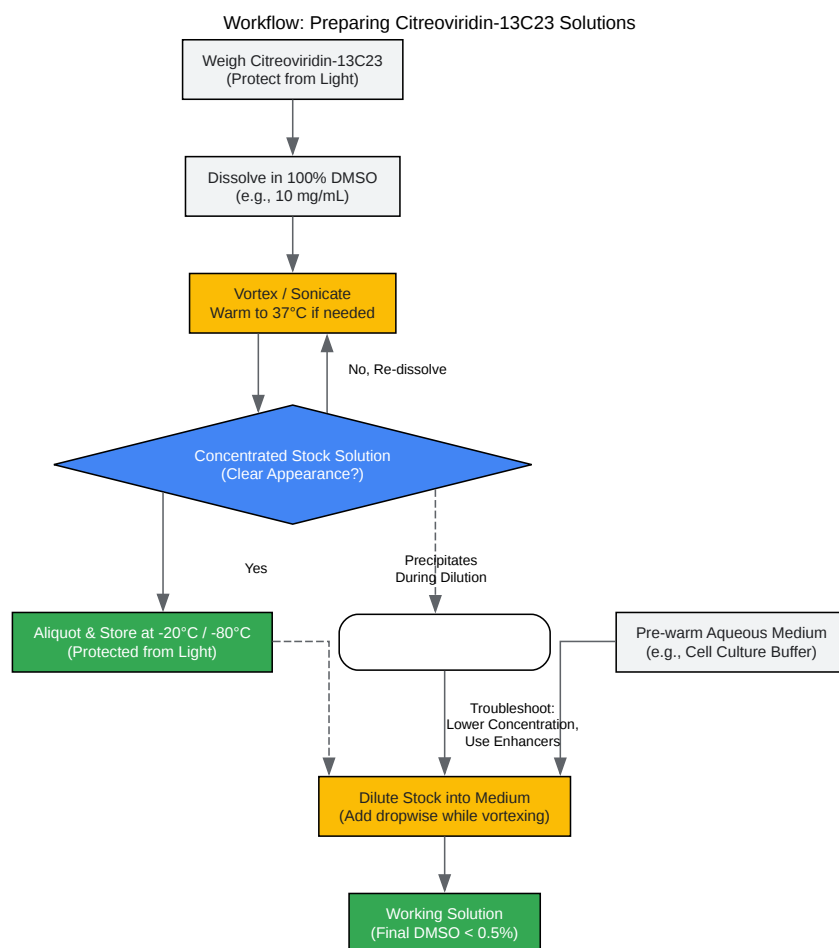 Workflow: Preparing Citreoviridin-13C23 Solutions
Weigh Citreoviridin-13C23
(Protect from Light)
Dissolve in 100% DMSO
(e.g., 10 mg/mL)
Vortex / Sonicate
Warm to 37°C if needed
No, Re-dissolve
Concentrated Stock Solution
(Clear Appearance?)
Yes
Precipitates
During Dilution
Aliquot & Store at -20°C / -80°C
(Protected from Light)
Pre-warm Aqueous Medium
(e.g., Cell Culture Buffer)
Troubleshoot:
Lower Concentration,
Use Enhancers
Dilute Stock into Medium
(Add dropwise while vortexing)
Working Solution
(Final DMSO < 0.5%)